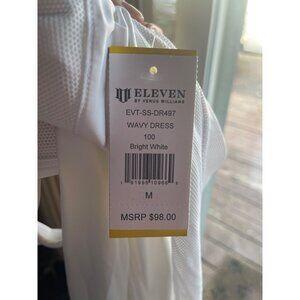 ELEVEN
BY VENUS WILLIAMS
EVT-SS-DR497
WAVY DRESS
100
Bright White
M
MSRP $98.00